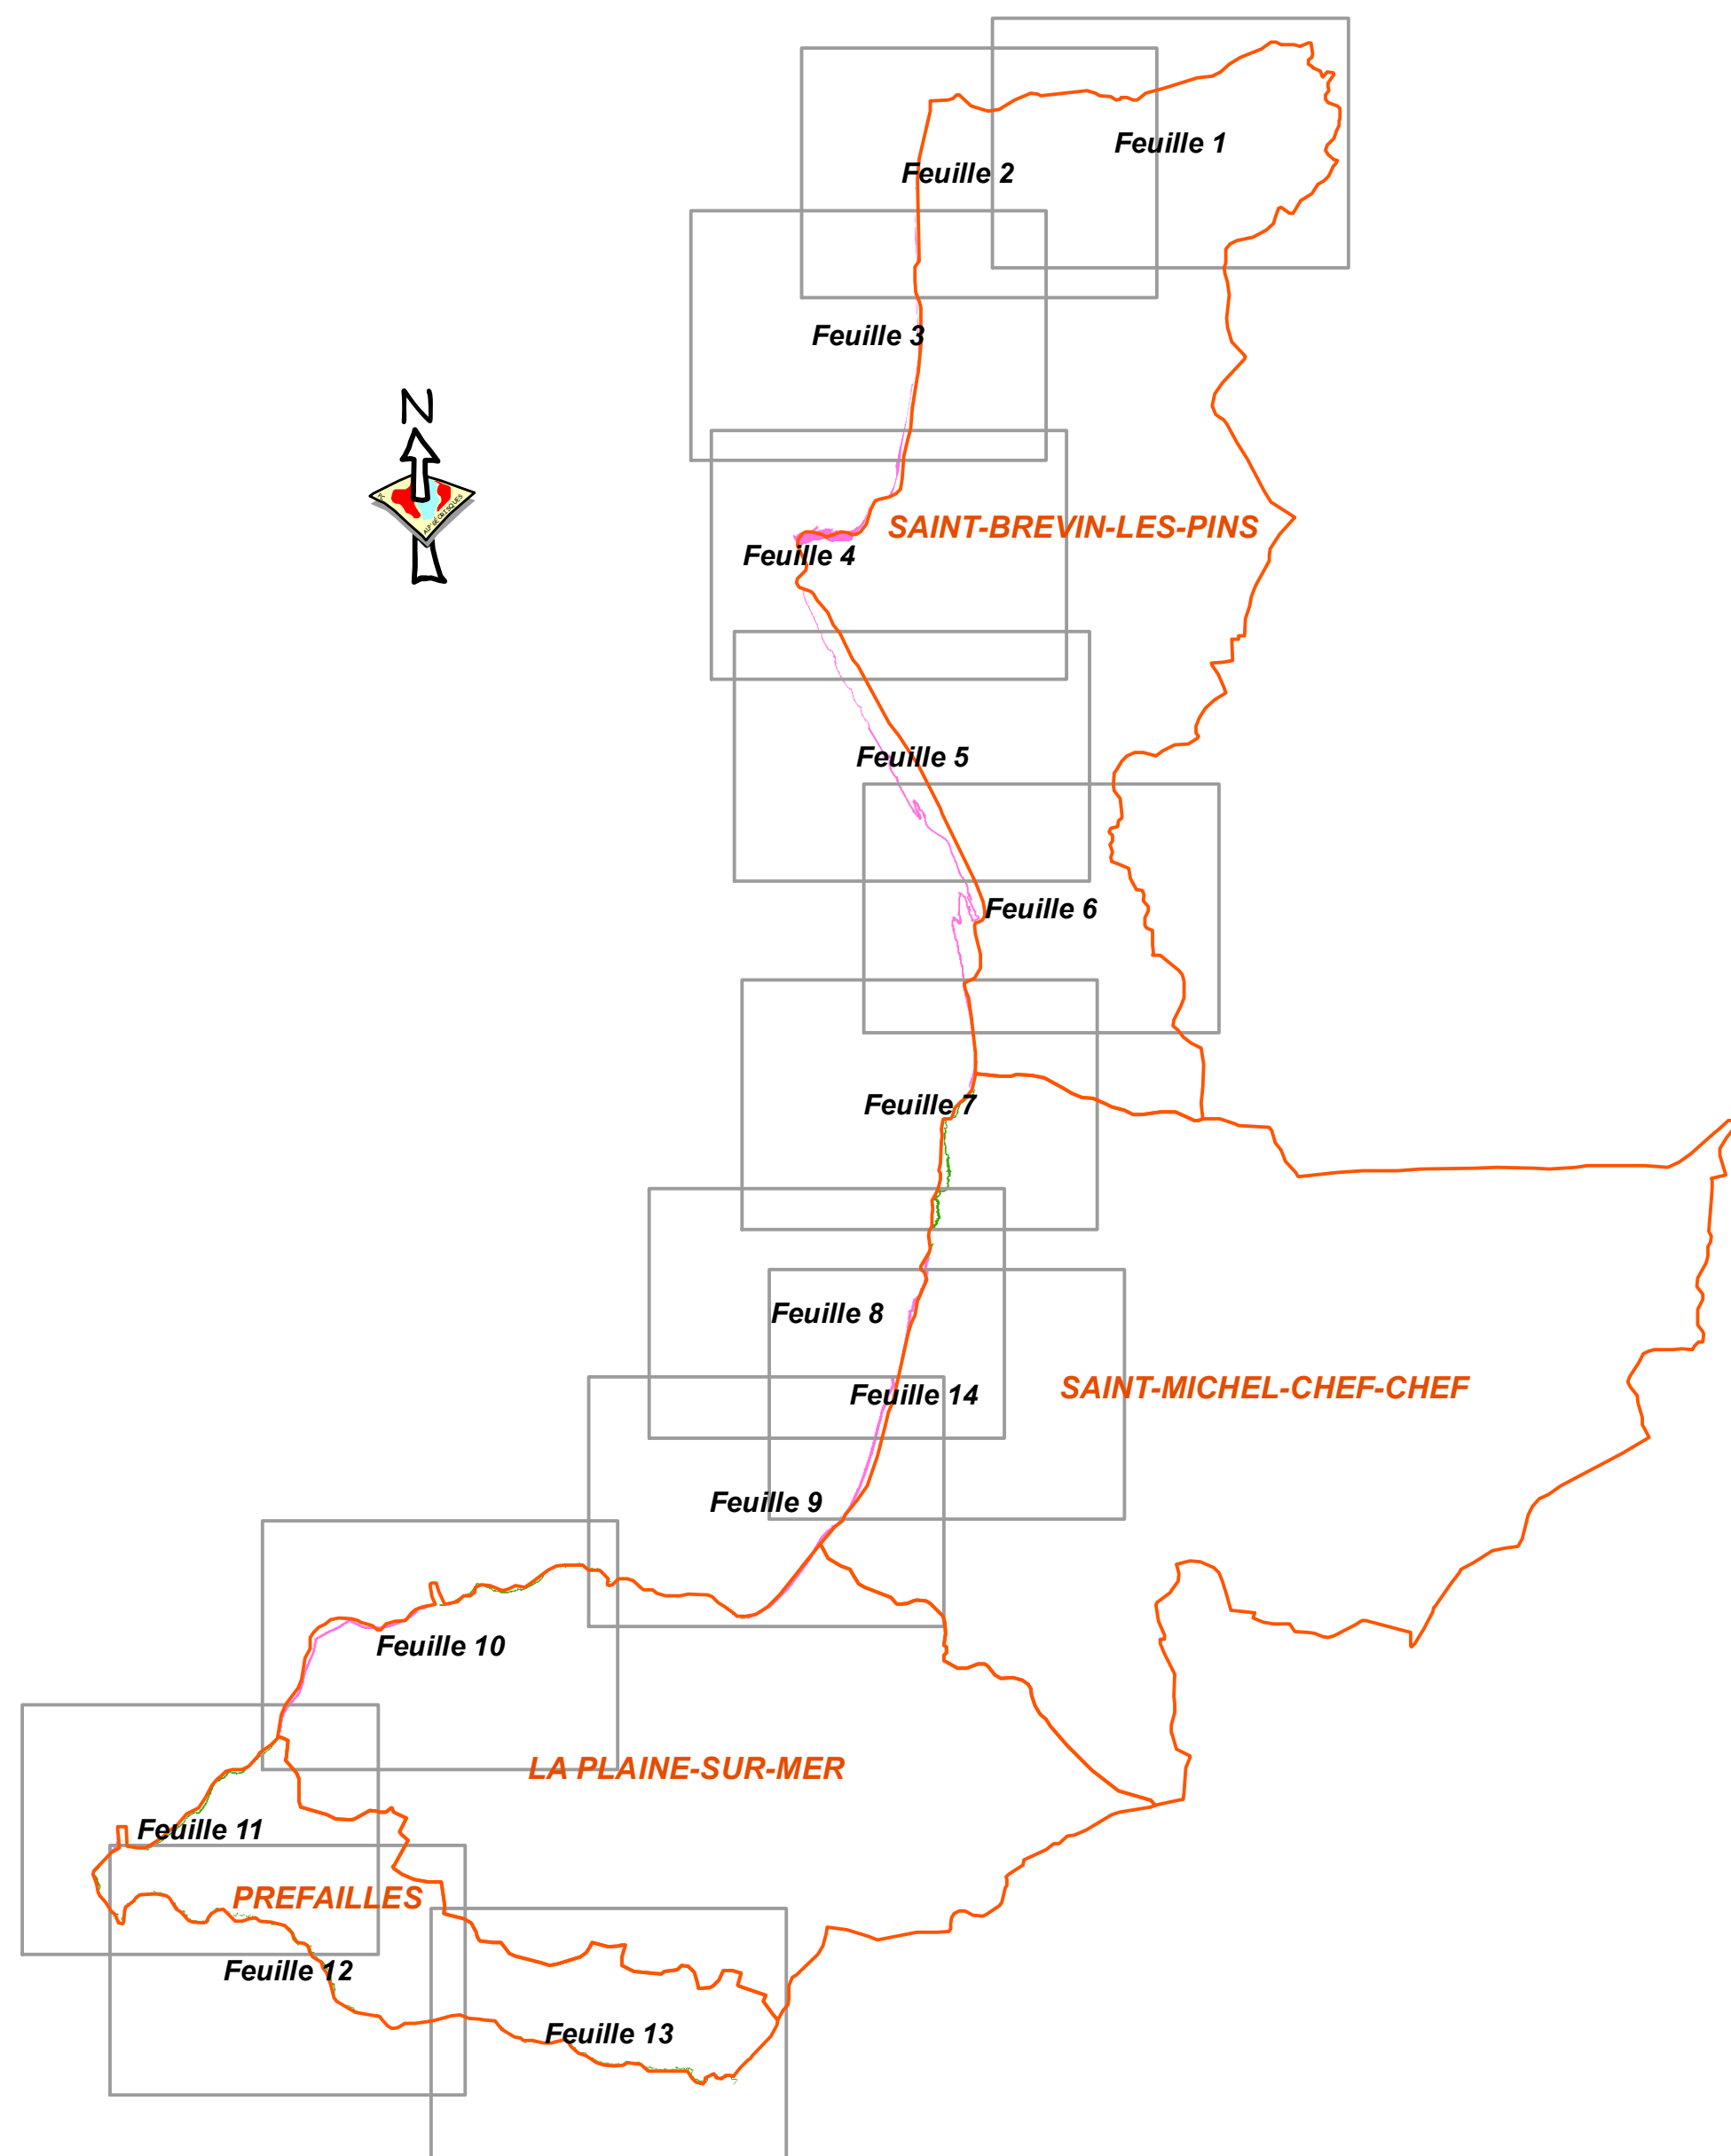 Feuille 1
Feuille 2
Feuille 3
N
SAINT-BREVIN-LES-PINS
Feuille 4
Feuille 5
Feuille 6
Feuille 7
Feuille 8
SAINT-MICHEL-CHEF-CHEF
Feuille 14
Feuille 9
Feuille 10
LA PLAINE-SUR-MER
Feuille 11
PREFAILLES
Feuille 12
Feuille 13